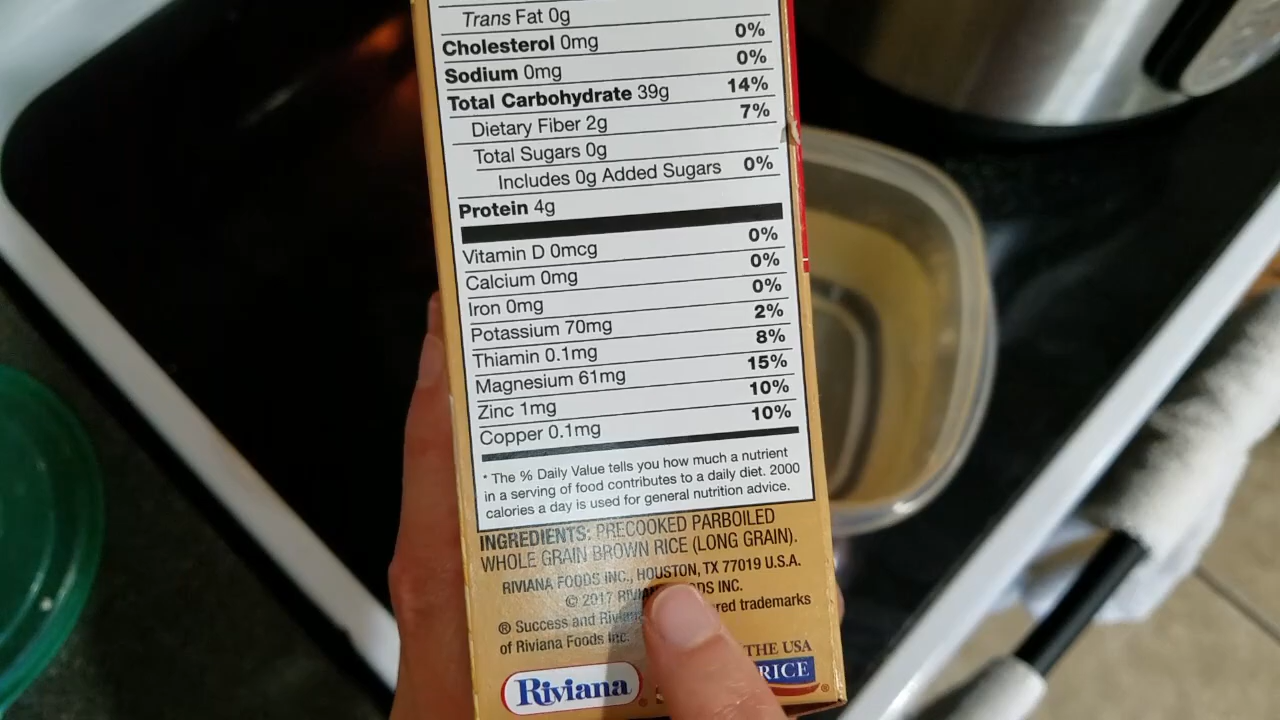 Trans Fat 0g
Cholesterol 0mg 0%
Sodium 0mg 0%
Total Carbohydrate 39g 14%
Dietary Fiber 2g 7%
Total Sugars 0g
Includes 0g Added Sugars 0%
Protein 4g
Vitamin D 0mcg 0%
Calcium 0mg 0%
Iron 0mg 0%
Potassium 70mg 2%
Thiamin 0.1mg 8%
Magnesium 61mg 15%
Zinc 1mg 10%
Copper 0.1mg 10%
* The % Daily Value tells you how much a nutrient
in a serving of food contributes to a daily diet. 2000
calories a day is used for general nutrition advice.
INGREDIENTS: PRECOOKED PARBOILED
WHOLE GRAIN BROWN RICE (LONG GRAIN).
RIVIANA FOODS INC., HOUSTON, TX 77019 U.S.A.
© 2017 INC.
® Success and trademarks
of Riviana Foods Inc.
THE USA
RICE
Riviana